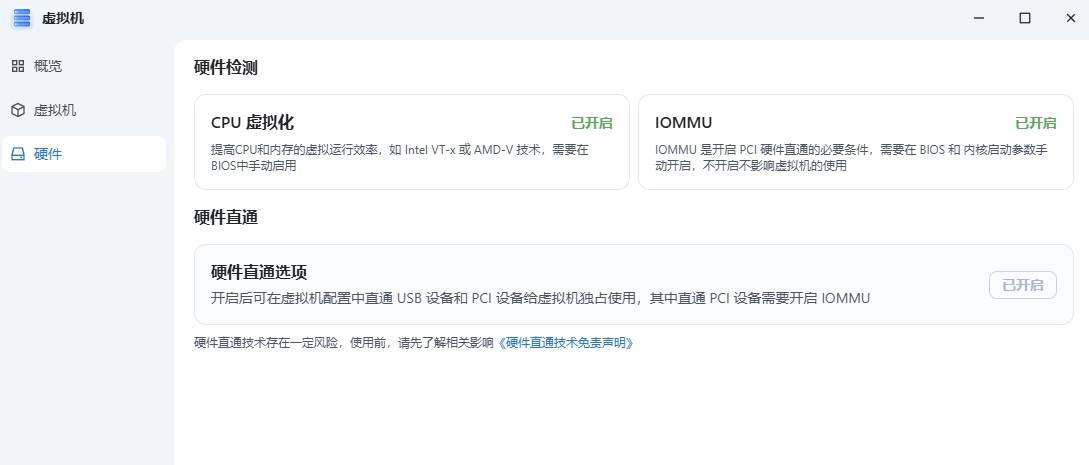 虚拟机
概览
虚拟机
硬件
硬件检测
CPU 虚拟化
已开启
提高CPU和内存的虚拟运行效率，如 Intel VT-x 或 AMD-V 技术，需要在
BIOS中手动启用
IOMMU
已开启
IOMMU 是开启 PCI 硬件直通的必要条件，需要在 BIOS 和 内核启动参数手
动开启，不开启不影响虚拟机的使用
硬件直通
硬件直通选项
开启后可在虚拟机配置中直通 USB 设备和 PCI 设备给虚拟机独占使用，其中直通 PCI 设备需要开启 IOMMU
已开启
硬件直通技术存在一定风险，使用前，请先了解相关影响《硬件直通技术免责声明》